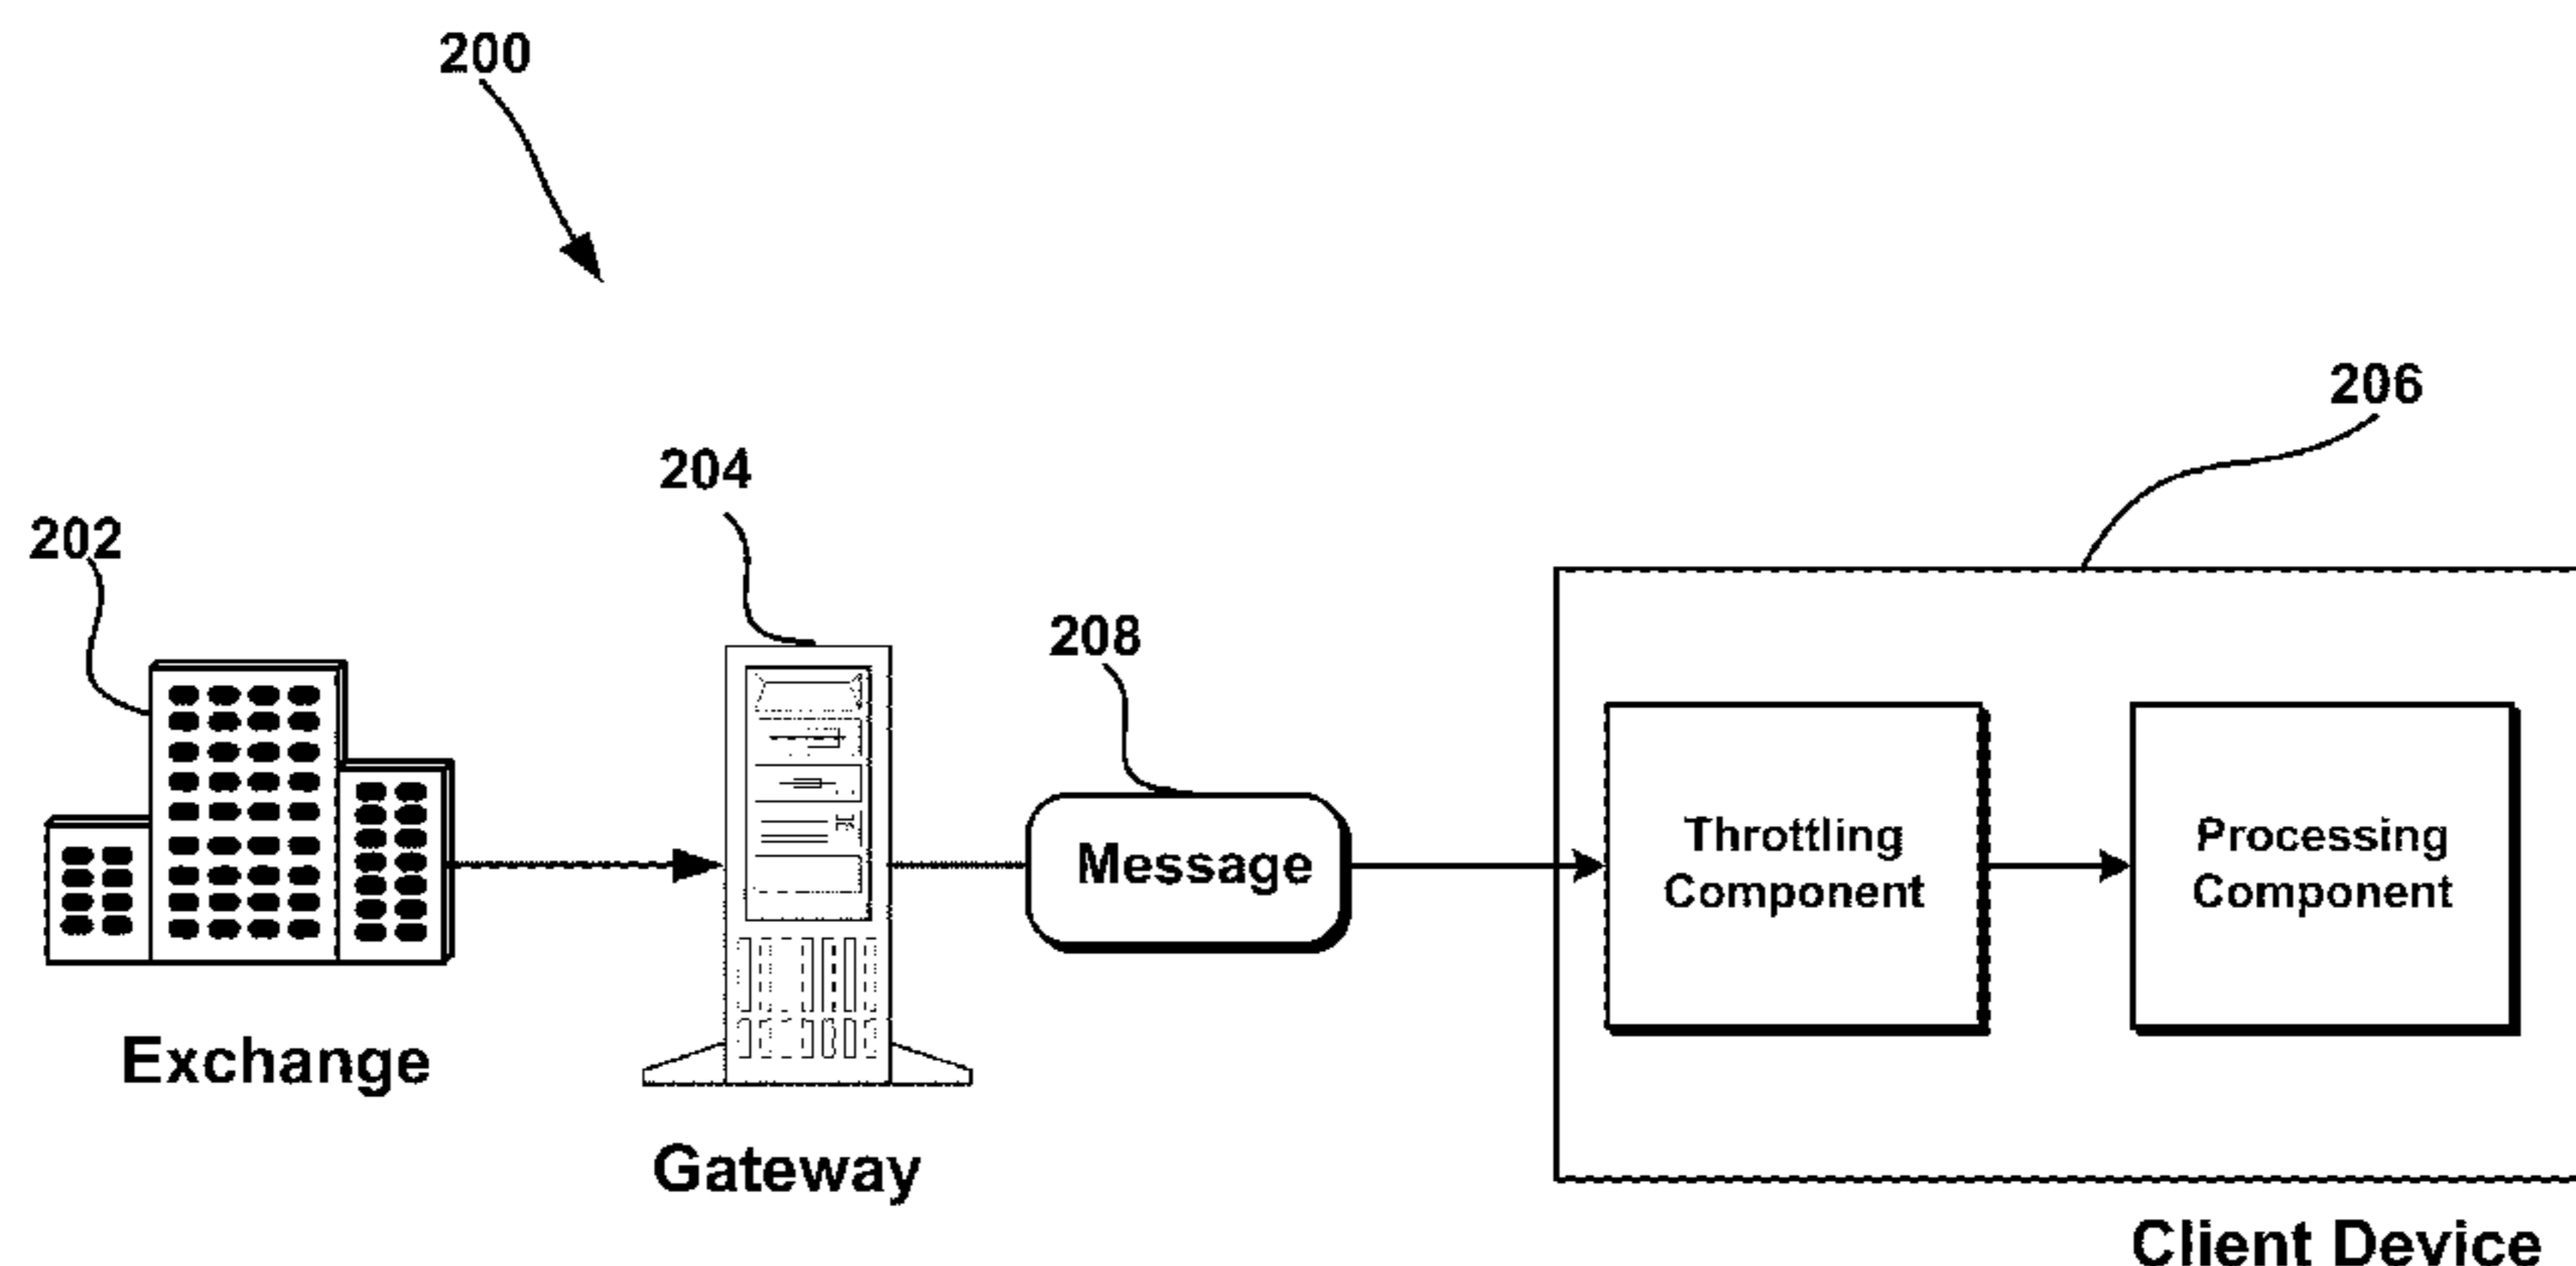 200
206
204
202
208
Message
Throttling
Component
Processing
Component
Exchange
Gateway
Client Device